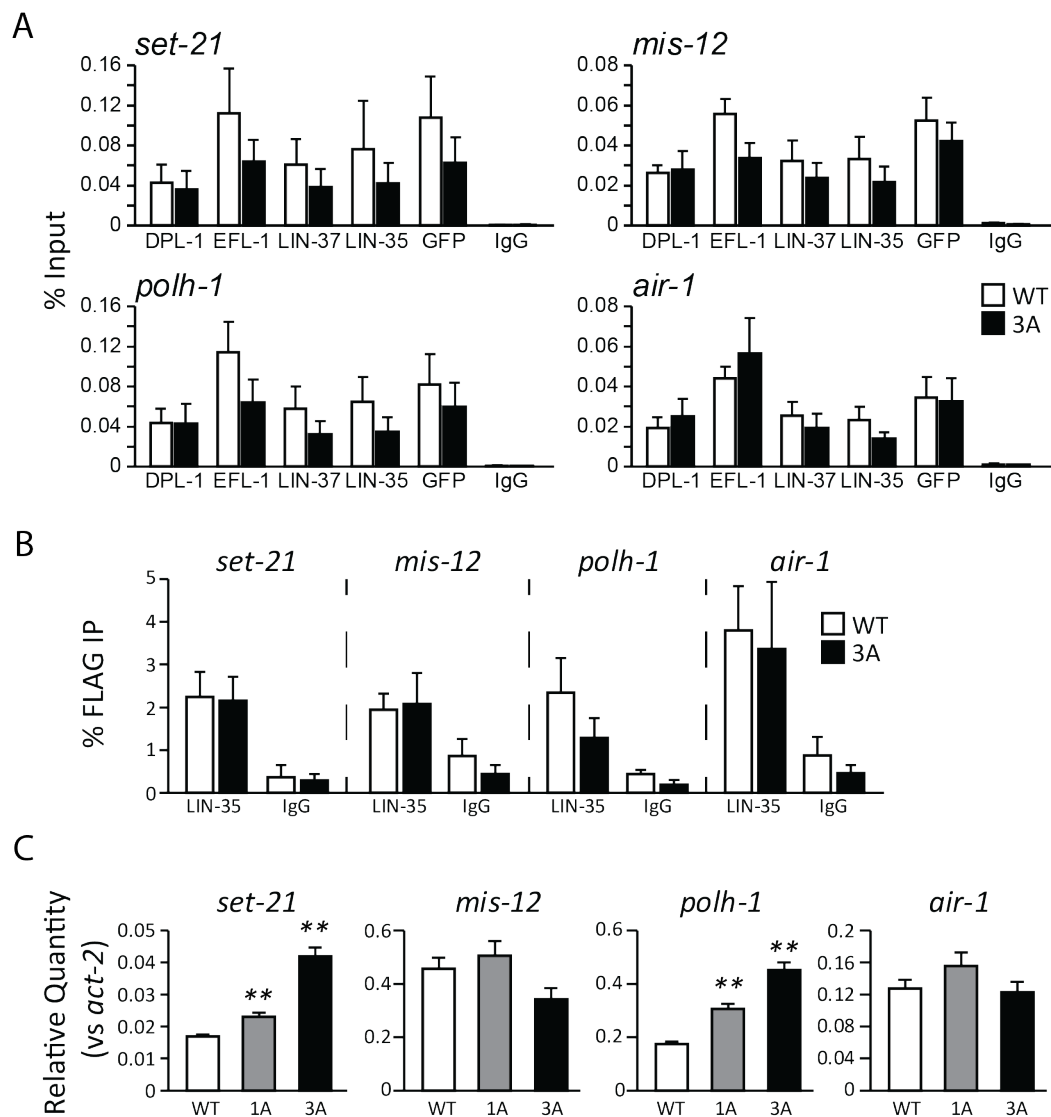 A
set-21
mis-12
% Input
0.16
0.12
0.08
0.04
0
DPL-1 EFL-1 LIN-37 LIN-35 GFP IgG
0.08
0.06
0.04
0.02
0
DPL-1 EFL-1 LIN-37 LIN-35 GFP IgG
polh-1
air-1
0.16
0.12
0.08
0.04
0
DPL-1 EFL-1 LIN-37 LIN-35 GFP IgG
0.08
0.06
0.04
0.02
0
DPL-1 EFL-1 LIN-37 LIN-35 GFP IgG
WT
3A
B
set-21 mis-12 polh-1 air-1
% FLAG IP
5
4
3
2
1
0
LIN-35 IgG LIN-35 IgG LIN-35 IgG LIN-35 IgG
WT
3A
C
Relative Quantity
(vs act-2)
set-21
0.05
0.04
0.03
0.02
0.01
0
**
**
WT 1A 3A
mis-12
0.6
0.4
0.2
0
WT 1A 3A
polh-1
0.6
0.4
0.2
0
**
**
WT 1A 3A
air-1
0.2
0.16
0.12
0.08
0.04
0
WT 1A 3A